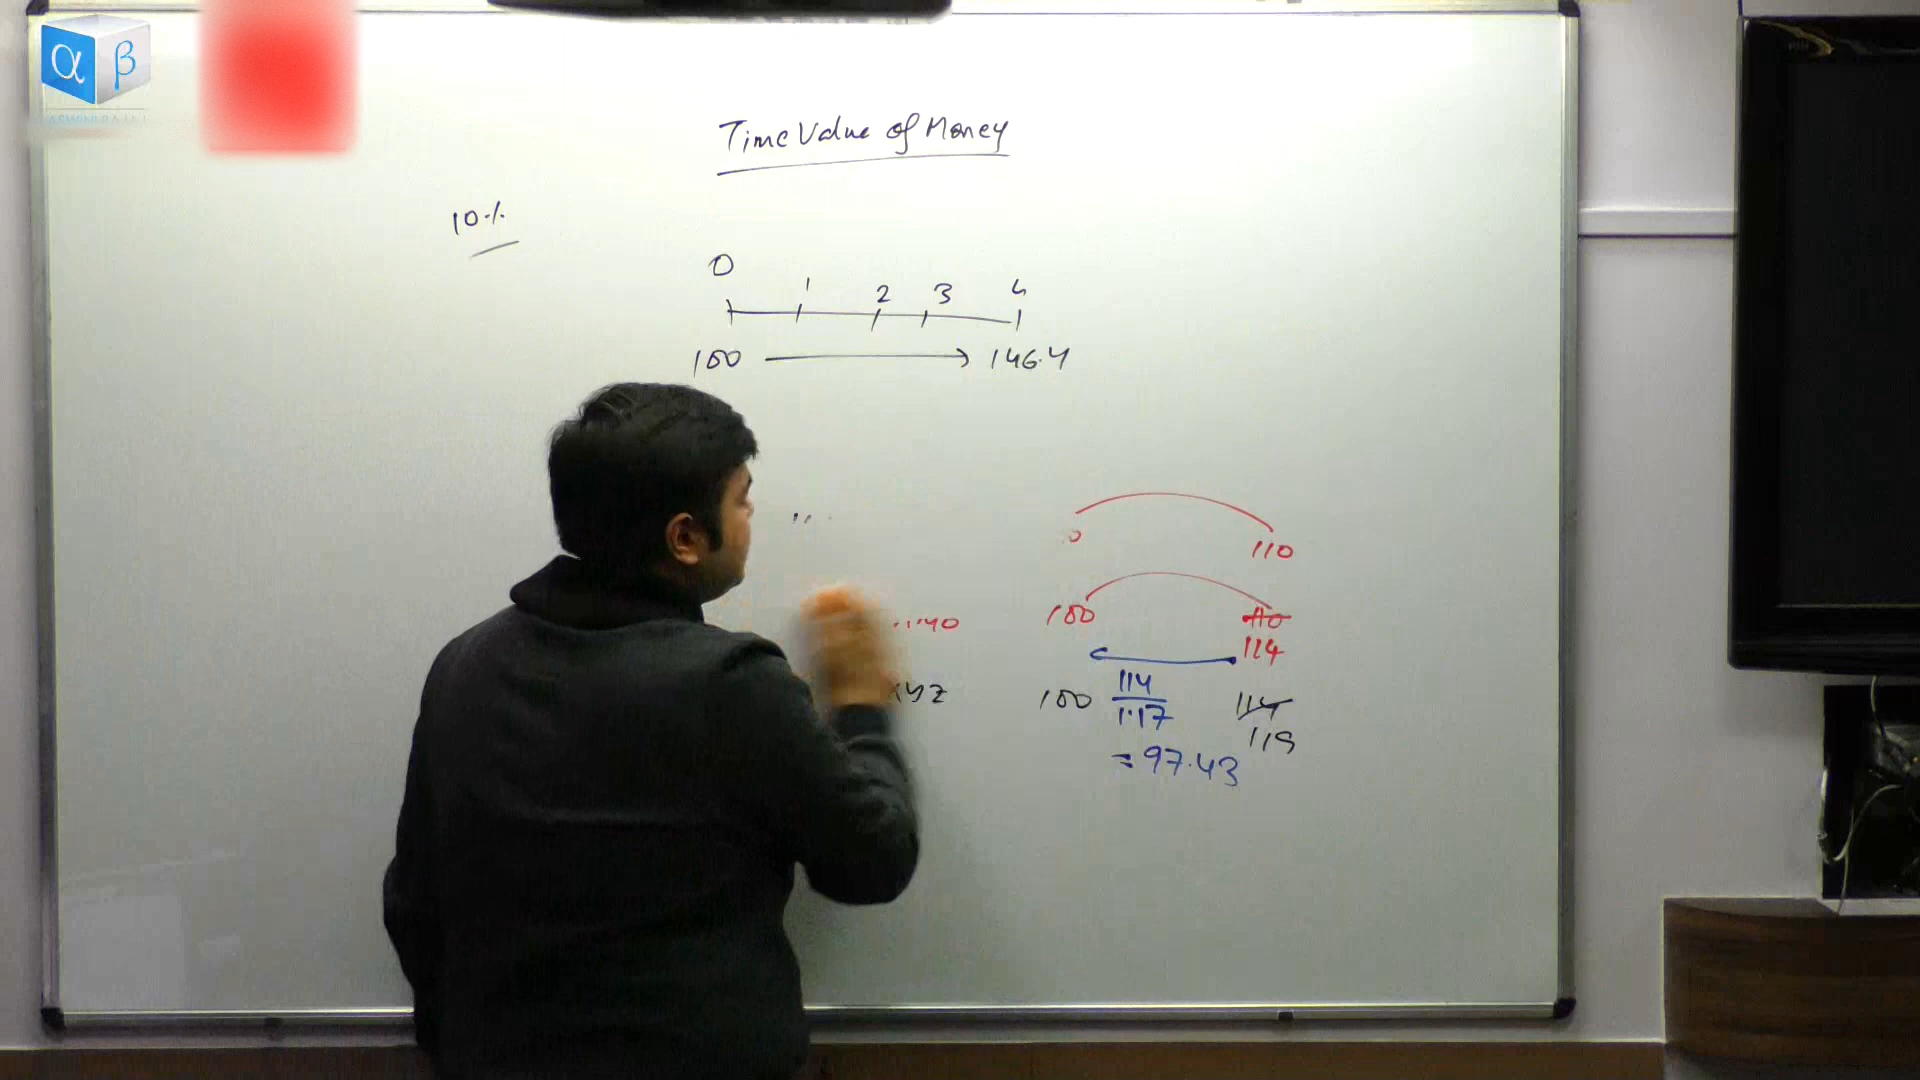 α β
Time Value of Money
10%
0
1 2 3 4
100 146.4
110
100 110
114
xyz 100 114 114
1.17 119
= 97.43